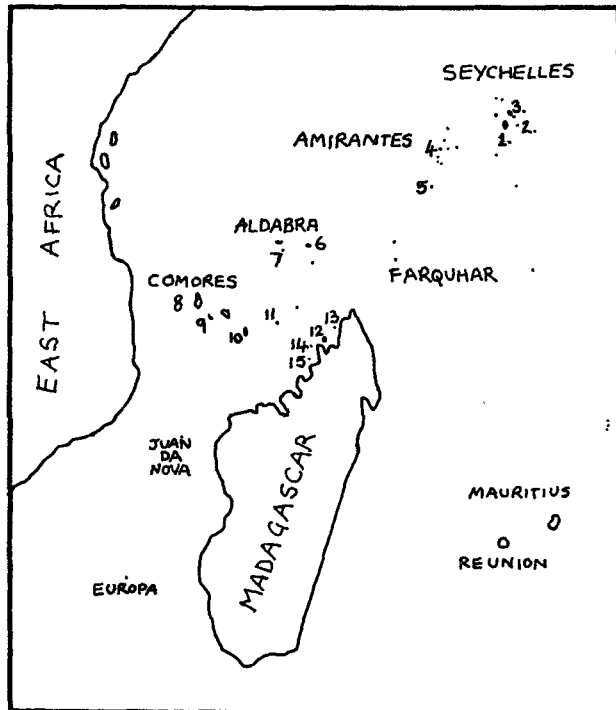 SEYCHELLES
3
2
1
AMIRANTES
4
5
EAST AFRICA
ALDABRA
6
7
FARQUHAR
COMORES
8
9
10
11
12
13
14
15
JUAN
DA
NOVA
MADAGASCAR
MAURITIUS
REUNION
EUROPA